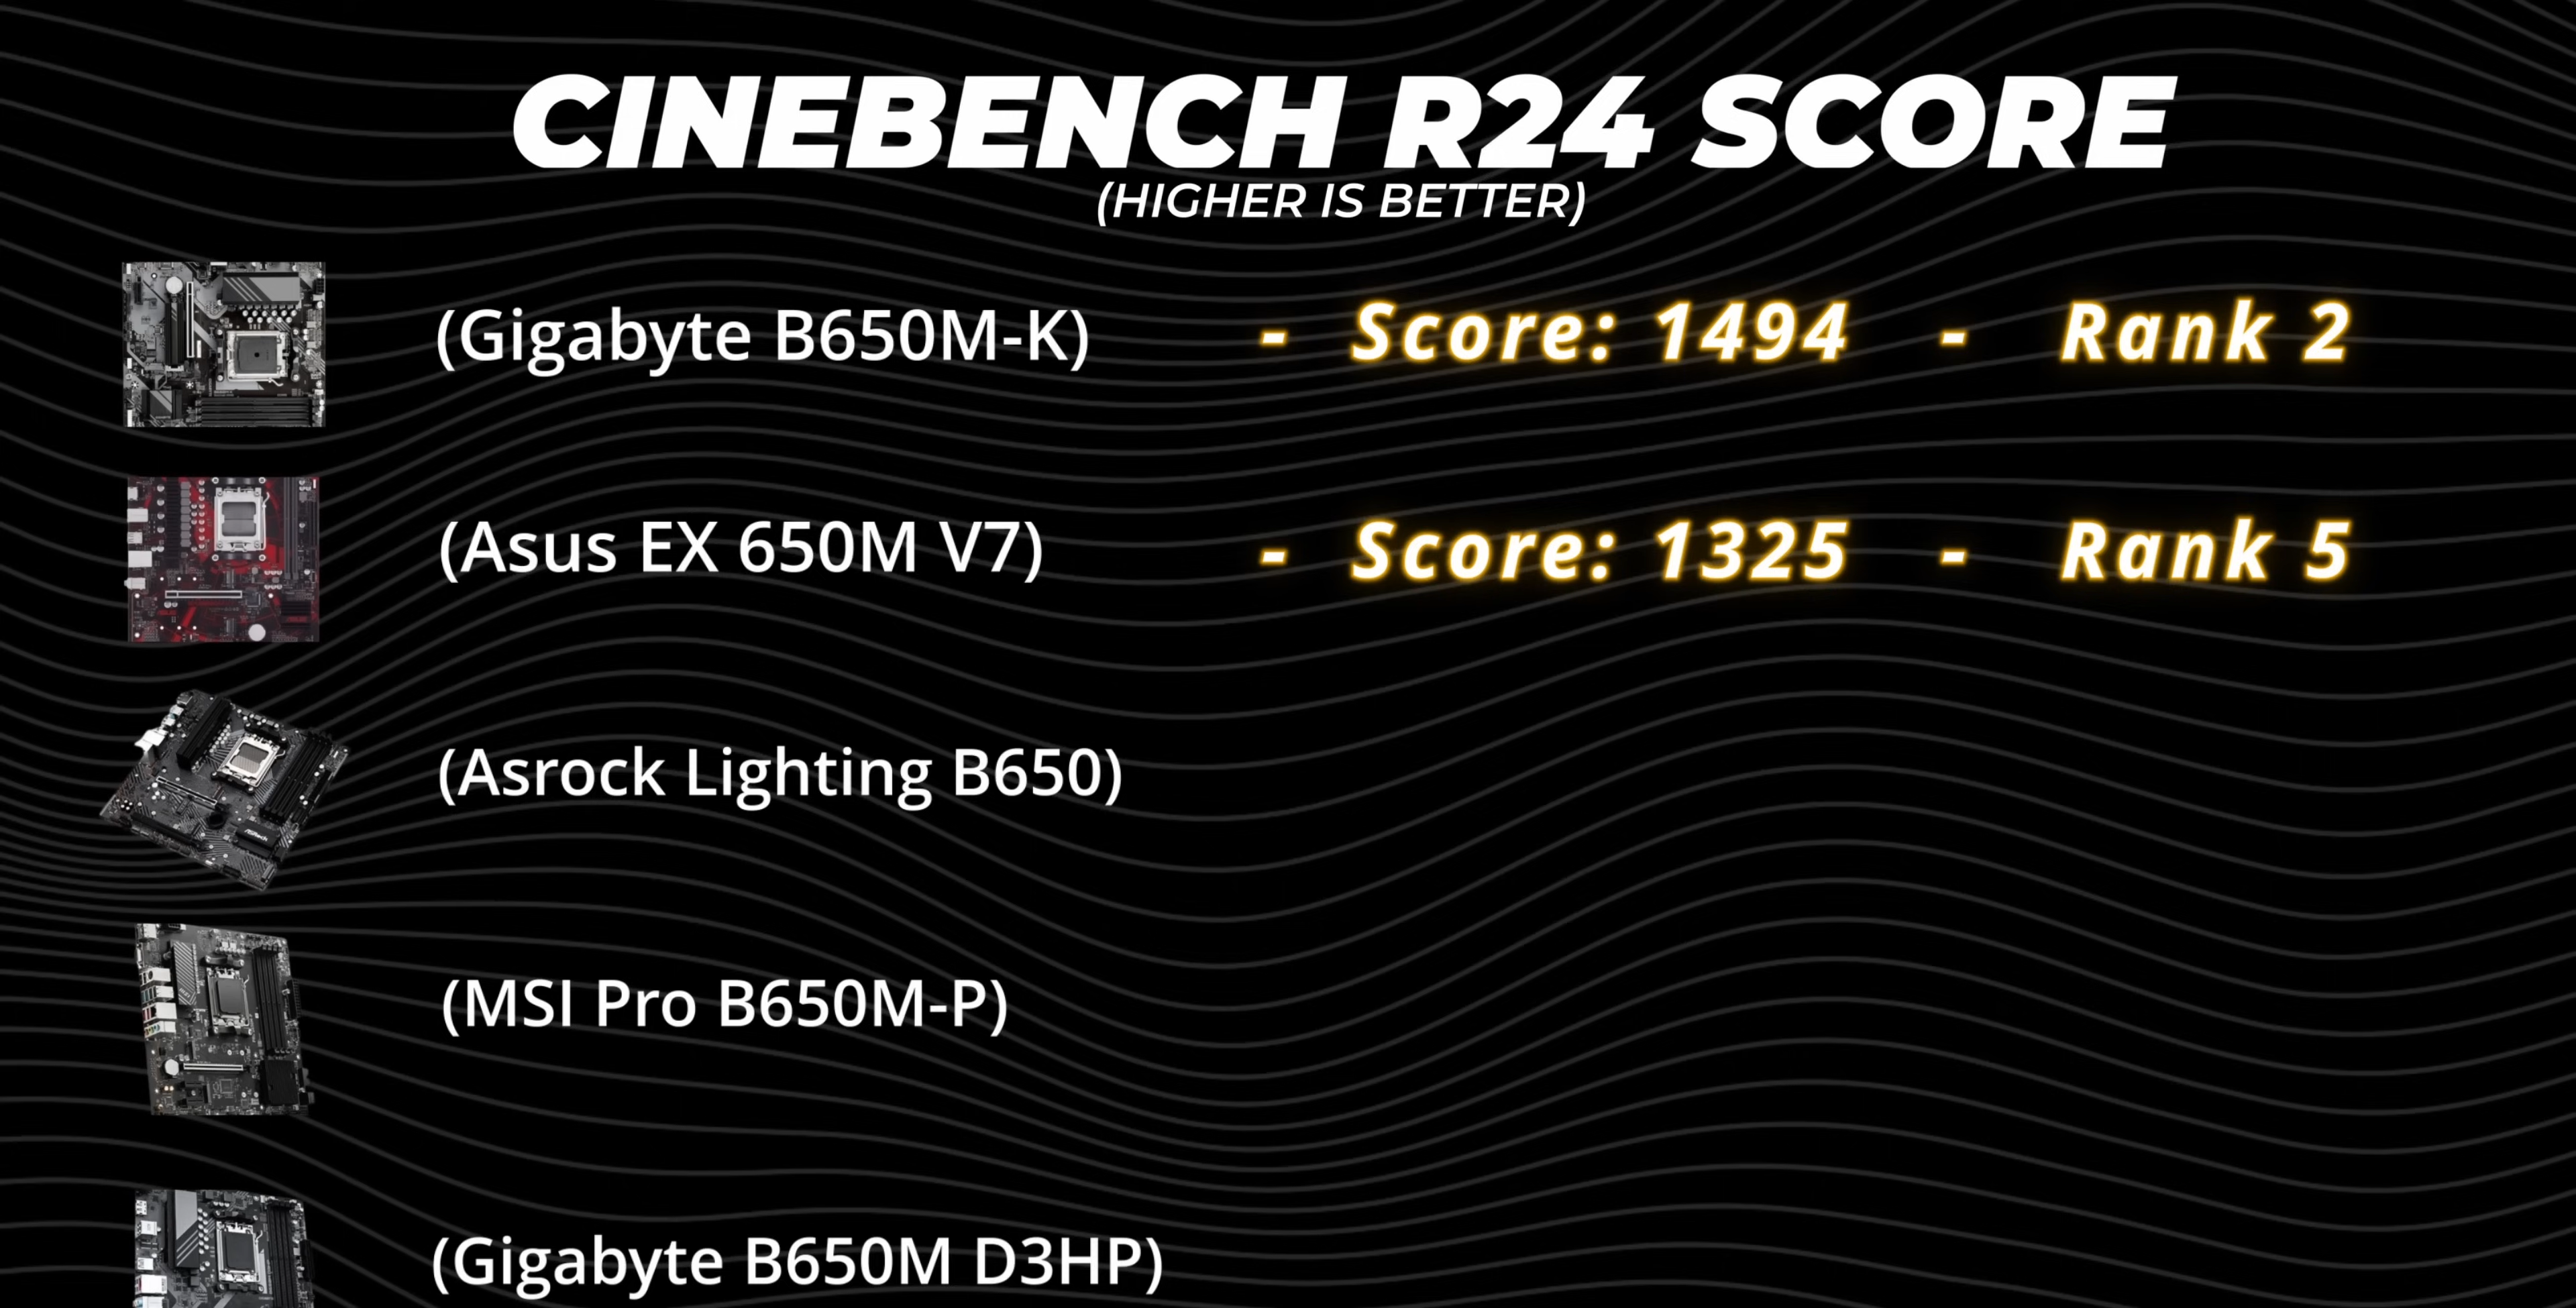 CINEBENCH R24 SCORE
(HIGHER IS BETTER)
(Gigabyte B650M-K) - Score: 1494 - Rank 2
(Asus EX 650M V7) - Score: 1325 - Rank 5
(Asrock Lighting B650)
(MSI Pro B650M-P)
(Gigabyte B650M D3HP)